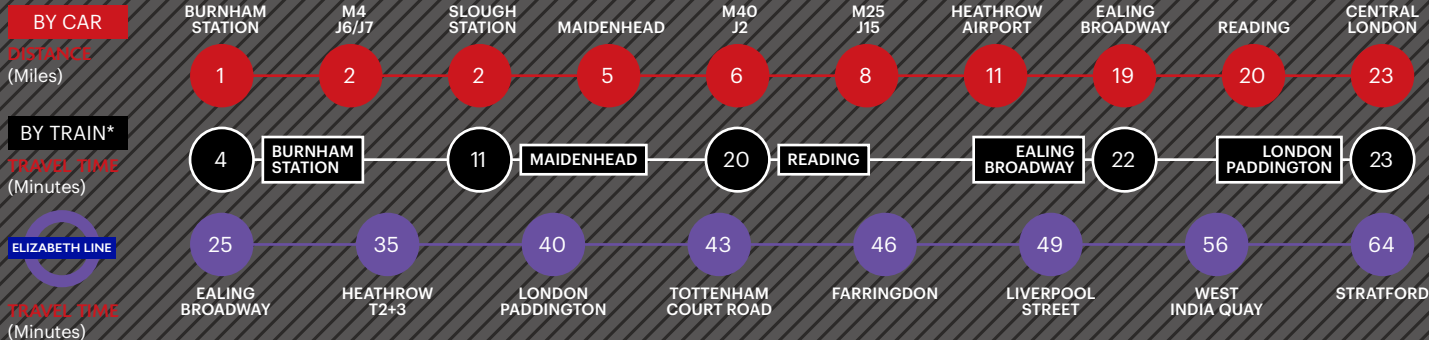 BY CAR
DISTANCE
(Miles)
BURNHAM
STATION
M4
J6/J7
SLOUGH
STATION
MAIDENHEAD
M40
J2
M25
J15
HEATHROW
AIRPORT
EALING
BROADWAY
READING
CENTRAL
LONDON
1
2
2
5
6
8
11
19
20
23
BY TRAIN*
TRAVEL TIME
(Minutes)
4
BURNHAM
STATION
11
MAIDENHEAD
20
READING
EALING
BROADWAY
22
LONDON
PADDINGTON
23
ELIZABETH LINE
TRAVEL TIME
(Minutes)
25
35
40
43
46
49
56
64
EALING
BROADWAY
HEATHROW
T2+3
LONDON
PADDINGTON
TOTTENHAM
COURT ROAD
FARRINGDON
LIVERPOOL
STREET
WEST
INDIA QUAY
STRATFORD